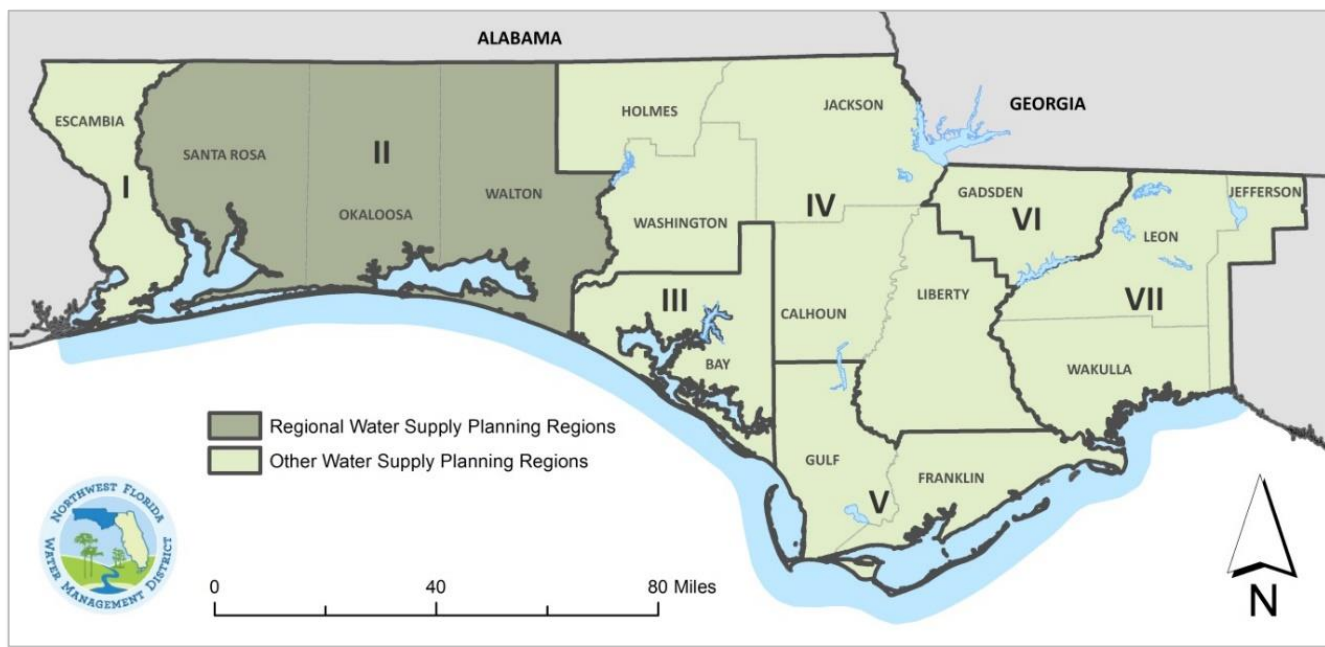 ALABAMA
GEORGIA
ESCAMBIA
I
SANTA ROSA
II
OKALOOSA
WALTON
HOLMES
JACKSON
WASHINGTON
IV
III
BAY
CALHOUN
LIBERTY
GADSDEN
VI
JEFFERSON
LEON
VII
WAKULLA
GULF
V
FRANKLIN
Regional Water Supply Planning Regions
Other Water Supply Planning Regions
NORTHWEST FLORIDA
WATER MANAGEMENT DISTRICT
0 40 80 Miles
N